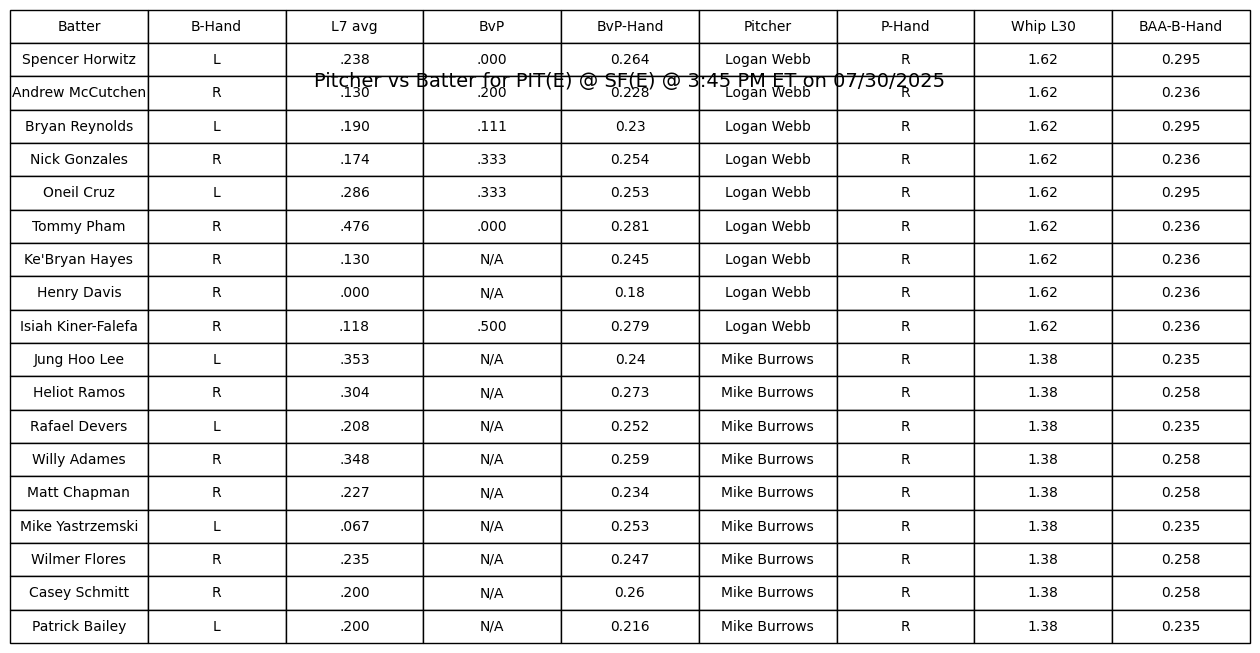 Batter B-Hand L7 avg BvP BvP-Hand Pitcher P-Hand Whip L30 BAA-B-Hand
Spencer Horwitz L .238 .000 0.264 Logan Webb R 1.62 0.295
Pitcher vs Batter for PIT(E) @ SF(E) @ 3:45 PM ET on 07/30/2025
Andrew McCutchen R .130 .200 0.228 Logan Webb R 1.62 0.236
Bryan Reynolds L .190 .111 0.23 Logan Webb R 1.62 0.295
Nick Gonzales R .174 .333 0.254 Logan Webb R 1.62 0.236
Oneil Cruz L .286 .333 0.253 Logan Webb R 1.62 0.295
Tommy Pham R .476 .000 0.281 Logan Webb R 1.62 0.236
Ke'Bryan Hayes R .130 N/A 0.245 Logan Webb R 1.62 0.236
Henry Davis R .000 N/A 0.18 Logan Webb R 1.62 0.236
Isiah Kiner-Falefa R .118 .500 0.279 Logan Webb R 1.62 0.236
Jung Hoo Lee L .353 N/A 0.24 Mike Burrows R 1.38 0.235
Heliot Ramos R .304 N/A 0.273 Mike Burrows R 1.38 0.258
Rafael Devers L .208 N/A 0.252 Mike Burrows R 1.38 0.235
Willy Adames R .348 N/A 0.259 Mike Burrows R 1.38 0.258
Matt Chapman R .227 N/A 0.234 Mike Burrows R 1.38 0.258
Mike Yastrzemski L .067 N/A 0.253 Mike Burrows R 1.38 0.235
Wilmer Flores R .235 N/A 0.247 Mike Burrows R 1.38 0.258
Casey Schmitt R .200 N/A 0.26 Mike Burrows R 1.38 0.258
Patrick Bailey L .200 N/A 0.216 Mike Burrows R 1.38 0.235